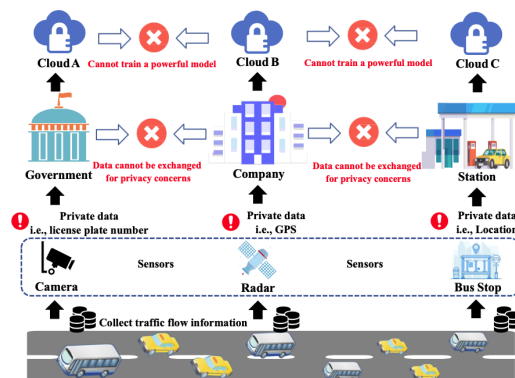 Cloud A
Cannot train a powerful model
Cloud B
Cannot train a powerful model
Cloud C
Government
Data cannot be exchanged
for privacy concerns
Company
Data cannot be exchanged
for privacy concerns
Station
Private data
i.e., license plate number
Private data
i.e., GPS
Private data
i.e., Location
Camera
Sensors
Radar
Sensors
Bus Stop
Collect traffic flow information